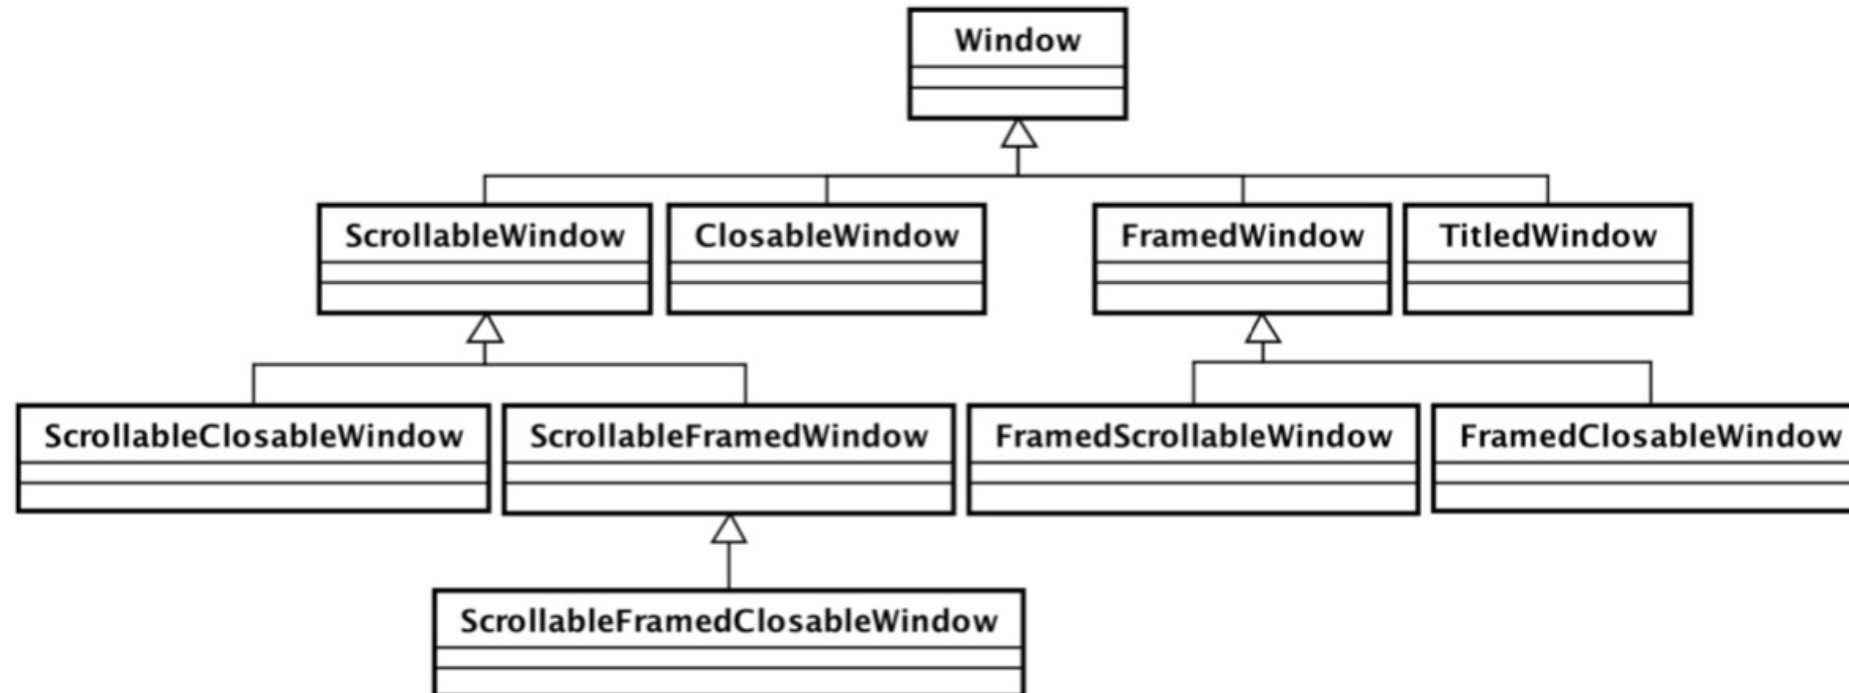 Window
ScrollableWindow
ClosableWindow
FramedWindow
TitledWindow
ScrollableClosableWindow
ScrollableFramedWindow
FramedScrollableWindow
FramedClosableWindow
ScrollableFramedClosableWindow